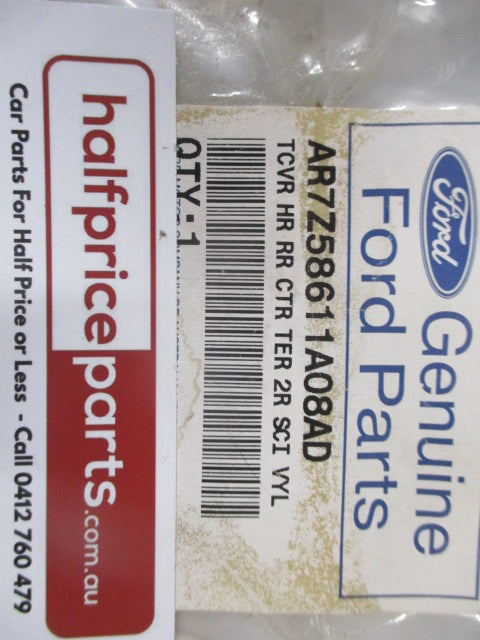 Ford
Genuine
Ford Parts
AR7Z58611A08AD
TCVR HR RR CTR TER 2R SCI VYL
QTY:1
halfpriceparts.com.au
Car Parts For Half Price or Less - Call 0412 760 479